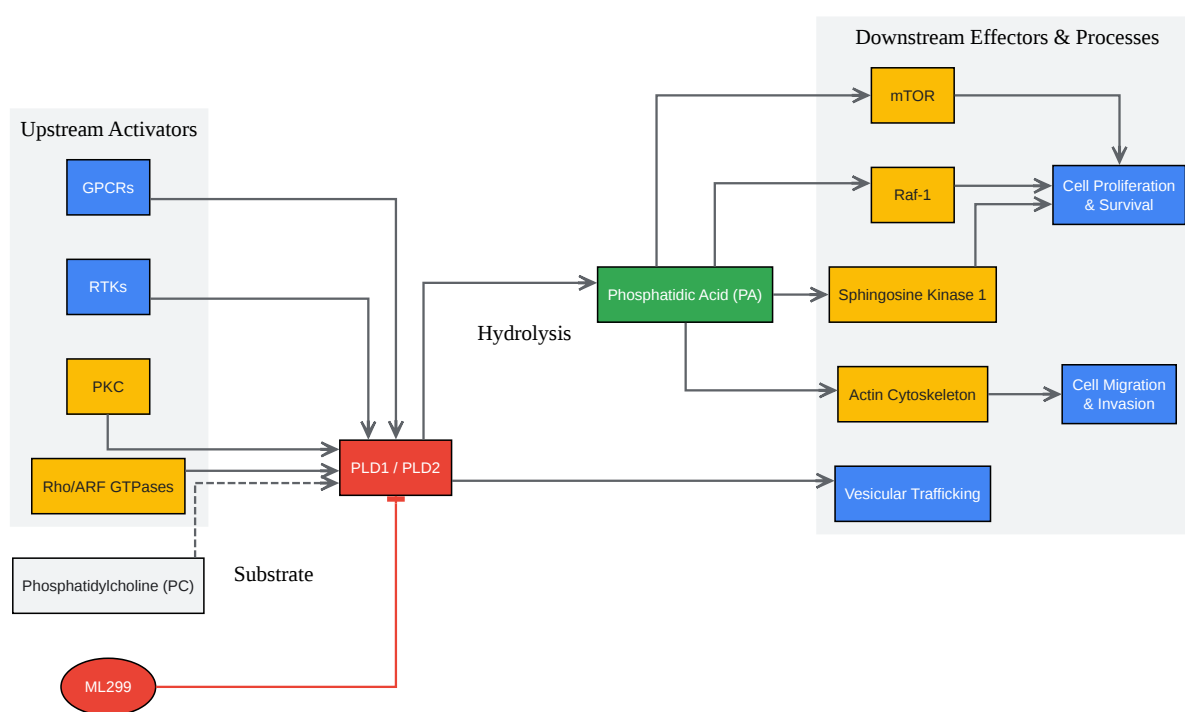 Downstream Effectors & Processes
mTOR
Upstream Activators
GPCRs
Raf-1
Cell Proliferation
& Survival
RTKs
Phosphatidic Acid (PA)
Sphingosine Kinase 1
Hydrolysis
PKC
Actin Cytoskeleton
Cell Migration
& Invasion
PLD1 / PLD2
Rho/ARF GTPases
Vesicular Trafficking
Phosphatidylcholine (PC)
Substrate
ML299